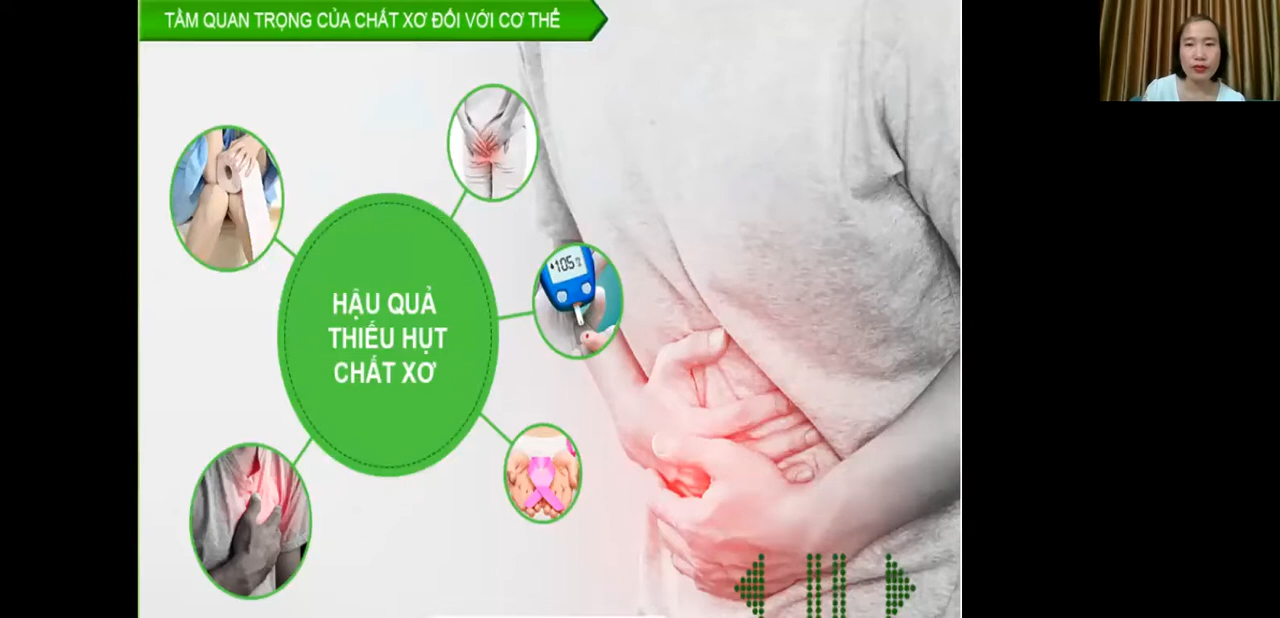 TẦM QUAN TRỌNG CỦA CHẤT XƠ ĐỐI VỚI CƠ THỂ
105
HẬU QUẢ
THIẾU HỤT
CHẤT XƠ